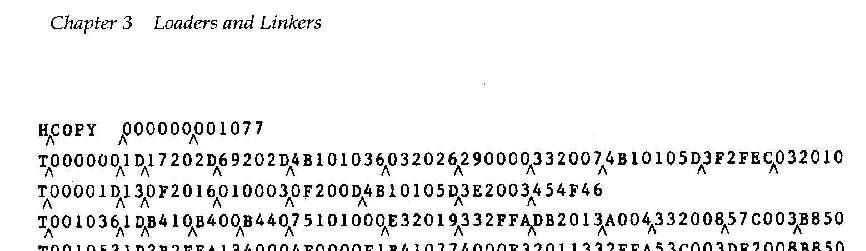 Chapter 3 Loaders and Linkers
HCOPY 000000001077
T0000001D17202D69202D4B1010360320262900003320074B10105D3F2FEC032010
T00001D130F20160100030F200D4B10105D3E2003454F46
T0010361DB410B400B44075101000E32019332FFADB2013A00433200857C003B850